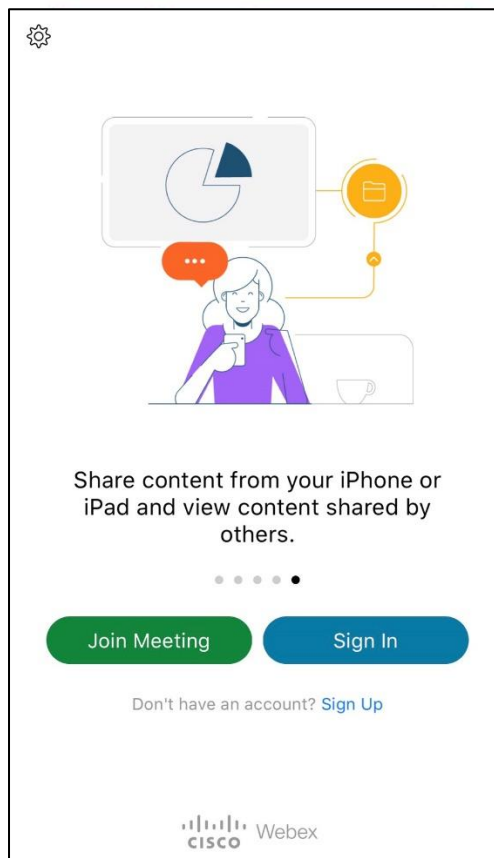 Share content from your iPhone or
iPad and view content shared by
others.
Join Meeting
Sign In
Don't have an account? Sign Up
CISCO Webex